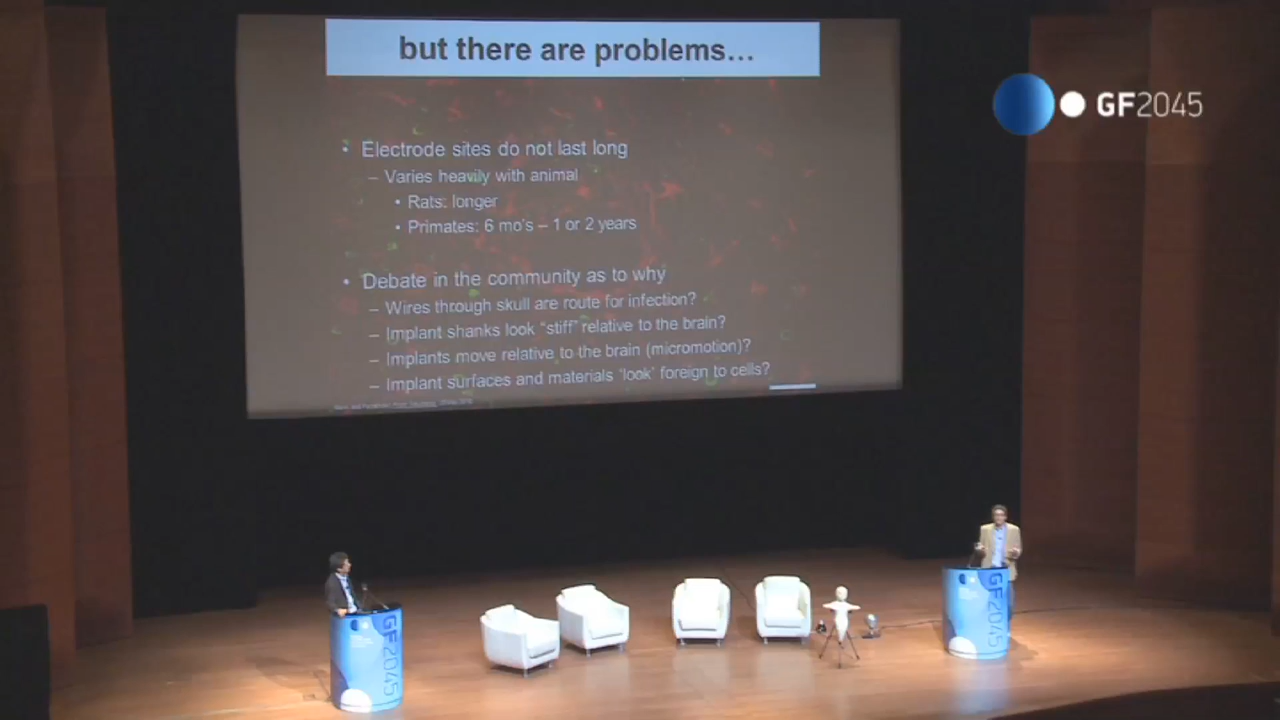 but there are problems...
GF2045
• Electrode sites do not last long
– Varies heavily with animal
• Rats: longer
• Primates: 6 mo's – 1 or 2 years
• Debate in the community as to why
– Wires through skull are route for infection?
– Implant shanks look "stiff" relative to the brain?
– Implants move relative to the brain (micromotion)?
– Implant surfaces and materials 'look' foreign to cells?
GF2045
GF2045